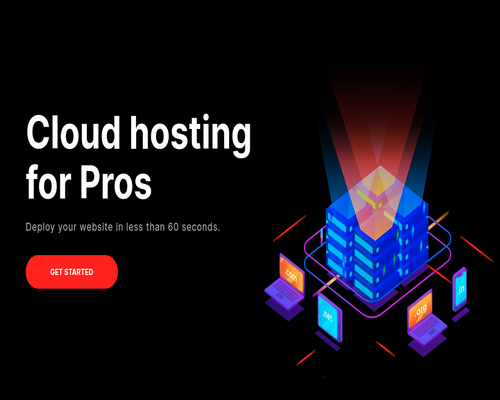 Cloud hosting
for Pros
Deploy your website in less than 60 seconds.
GET STARTED
.com
.net
.org
.in